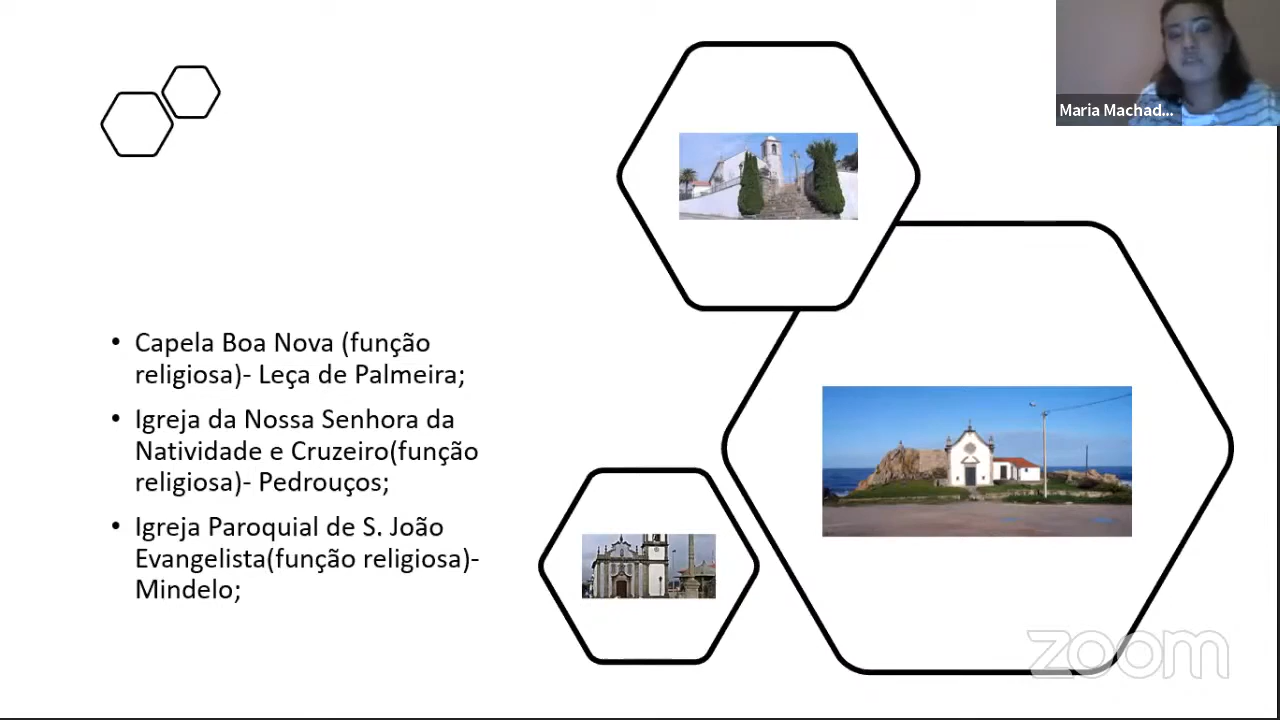 Maria Machad...
• Capela Boa Nova (função
religiosa)- Leça de Palmeira;
• Igreja da Nossa Senhora da
Natividade e Cruzeiro(função
religiosa)- Pedrouços;
• Igreja Paroquial de S. João
Evangelista(função religiosa)-
Mindelo;
zoom